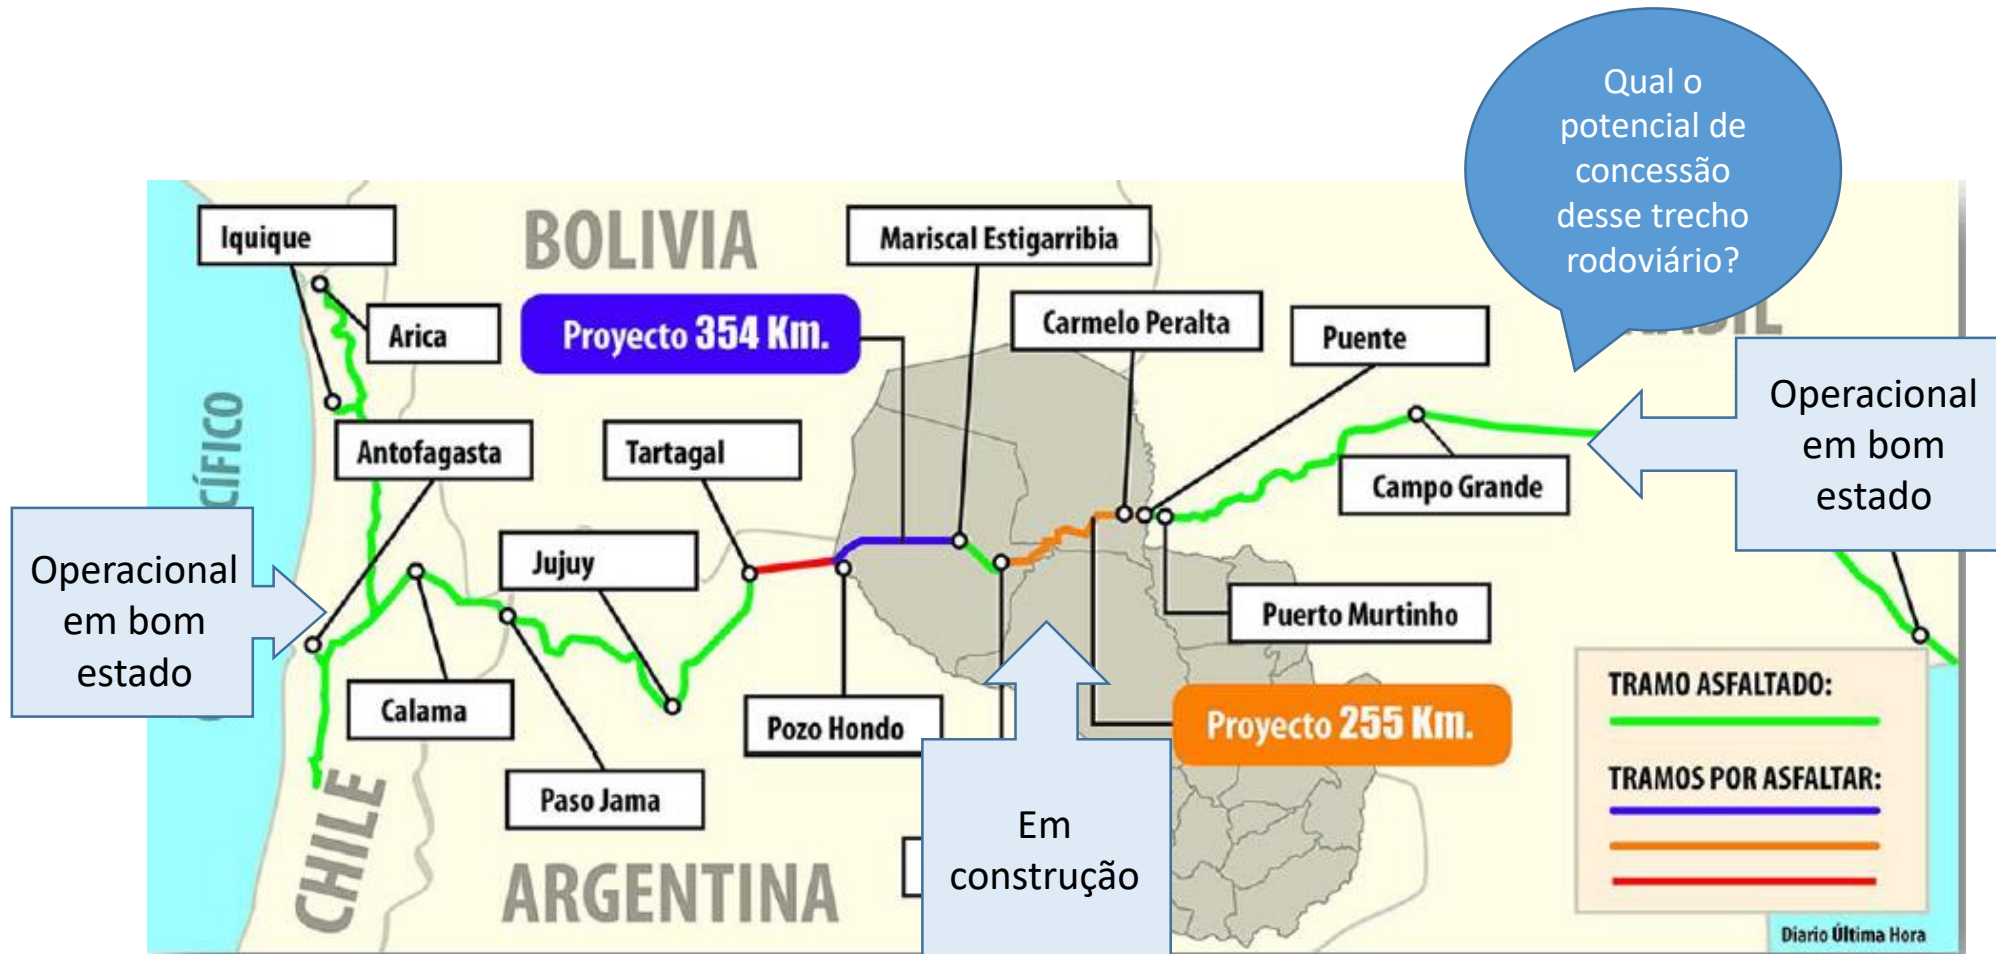 Qual o
potencial de
concessão
desse trecho
rodoviário?
Iquique
BOLIVIA
Mariscal Estigarribia
Arica
Proyecto 354 Km.
Carmelo Peralta
Puente
Operacional
em bom
estado
CÍFICO
Antofagasta
Tartagal
Campo Grande
Operacional
em bom
estado
Jujuy
Puerto Murtinho
Calama
Pozo Hondo
Proyecto 255 Km.
TRAMO ASFALTADO:
TRAMOS POR ASFALTAR:
Paso Jama
CHILE
ARGENTINA
Em
construção
Diario Última Hora